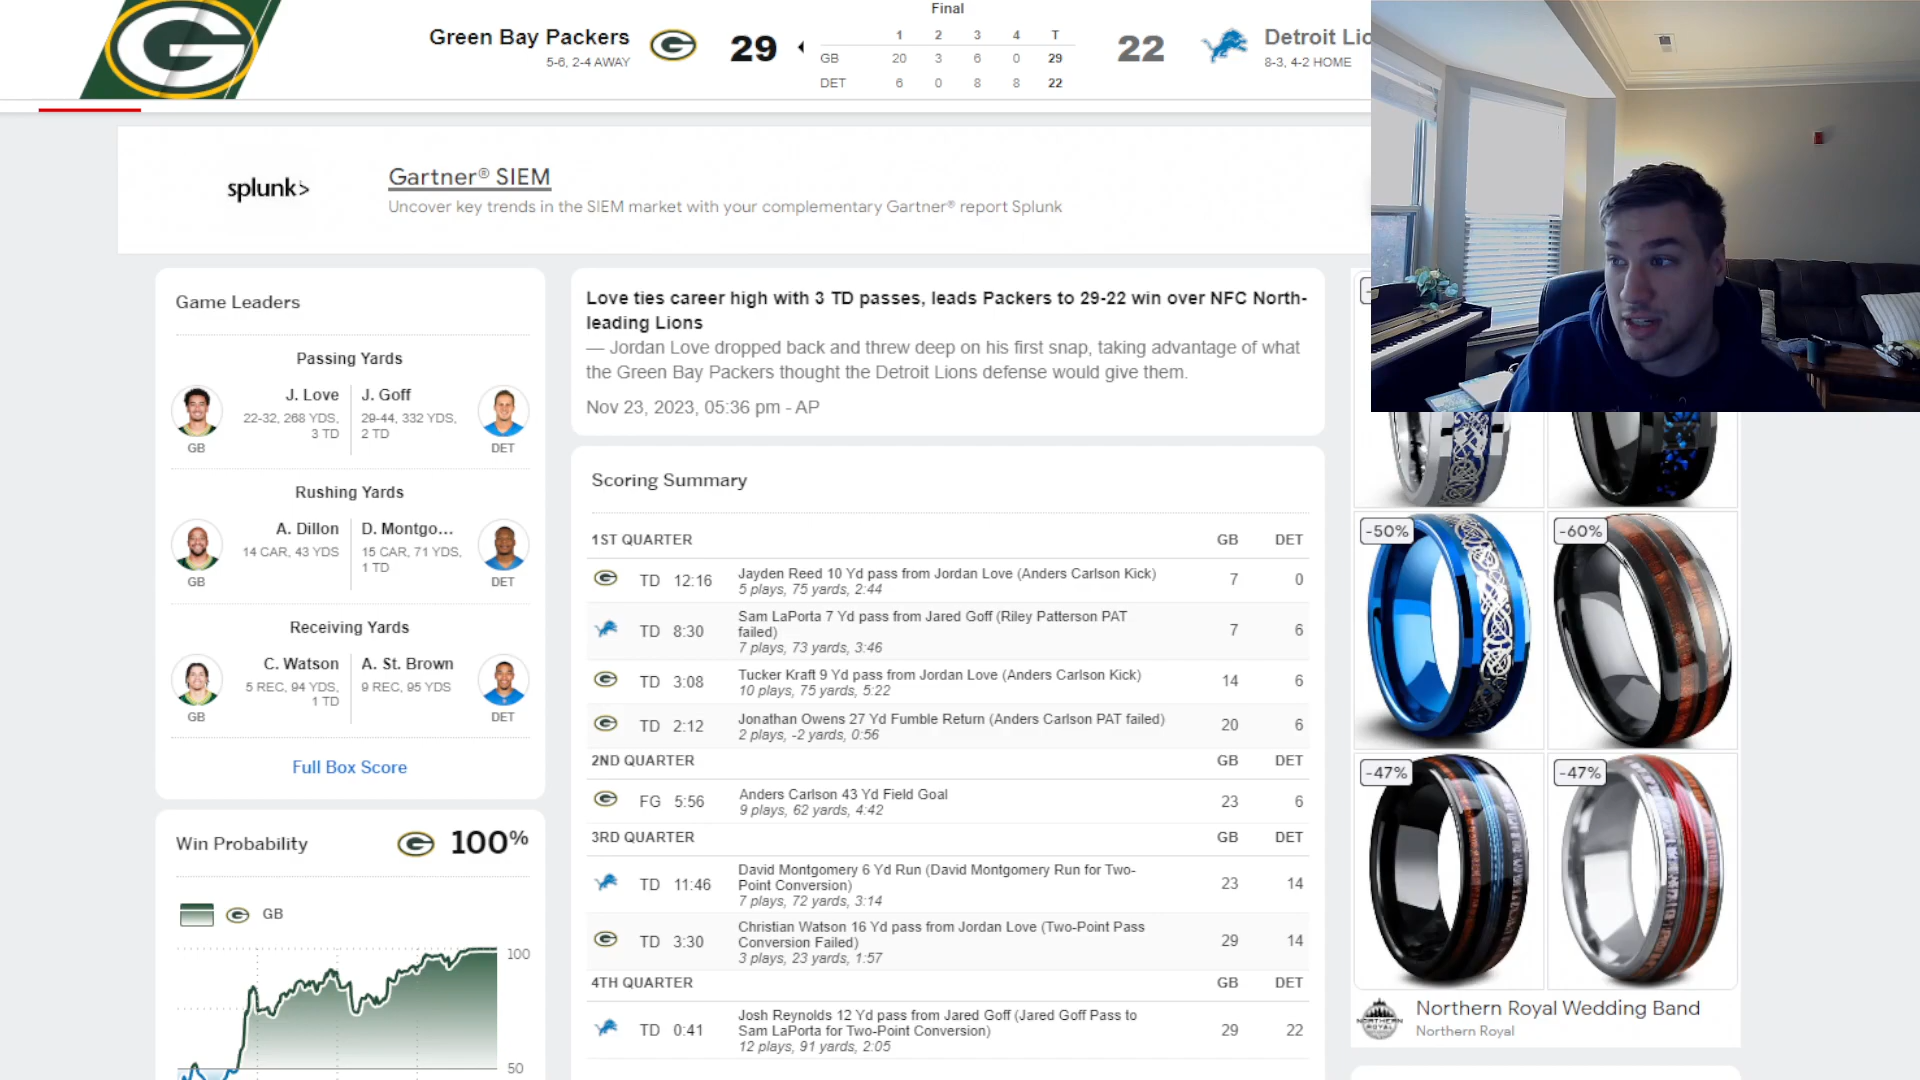 Final
Green Bay Packers
5-6, 2-4 AWAY
29
1 2 3 4 T
GB 20 3 6 0 29
DET 6 0 8 8 22
22
Detroit Lio
8-3, 4-2 HOME
splunk>
Gartner® SIEM
Uncover key trends in the SIEM market with your complementary Gartner® report Splunk
Game Leaders
Passing Yards
J. Love
22-32, 268 YDS,
3 TD
GB
J. Goff
29-44, 332 YDS,
2 TD
DET
Rushing Yards
A. Dillon
14 CAR, 43 YDS
GB
D. Montgo...
15 CAR, 71 YDS,
1 TD
DET
Receiving Yards
C. Watson
5 REC, 94 YDS,
1 TD
GB
A. St. Brown
9 REC, 95 YDS
DET
Full Box Score
Win Probability
100%
GB
100
50
Love ties career high with 3 TD passes, leads Packers to 29-22 win over NFC North-
leading Lions
— Jordan Love dropped back and threw deep on his first snap, taking advantage of what
the Green Bay Packers thought the Detroit Lions defense would give them.
Nov 23, 2023, 05:36 pm - AP
Scoring Summary
1ST QUARTER GB DET
TD 12:16 Jayden Reed 10 Yd pass from Jordan Love (Anders Carlson Kick) 7 0
5 plays, 75 yards, 2:44
Sam LaPorta 7 Yd pass from Jared Goff (Riley Patterson PAT
TD 8:30 failed) 7 6
7 plays, 73 yards, 3:46
TD 3:08 Tucker Kraft 9 Yd pass from Jordan Love (Anders Carlson Kick) 14 6
10 plays, 75 yards, 5:22
TD 2:12 Jonathan Owens 27 Yd Fumble Return (Anders Carlson PAT failed) 20 6
2 plays, -2 yards, 0:56
2ND QUARTER GB DET
FG 5:56 Anders Carlson 43 Yd Field Goal 23 6
9 plays, 62 yards, 4:42
3RD QUARTER GB DET
David Montgomery 6 Yd Run (David Montgomery Run for Two-
TD 11:46 Point Conversion) 23 14
7 plays, 72 yards, 3:14
Christian Watson 16 Yd pass from Jordan Love (Two-Point Pass
TD 3:30 Conversion Failed) 29 14
3 plays, 23 yards, 1:57
4TH QUARTER GB DET
Josh Reynolds 12 Yd pass from Jared Goff (Jared Goff Pass to
TD 0:41 Sam LaPorta for Two-Point Conversion) 29 22
12 plays, 91 yards, 2:05
-50%
-60%
-47%
-47%
NORTHERN
ROYAL
Northern Royal Wedding Band
Northern Royal